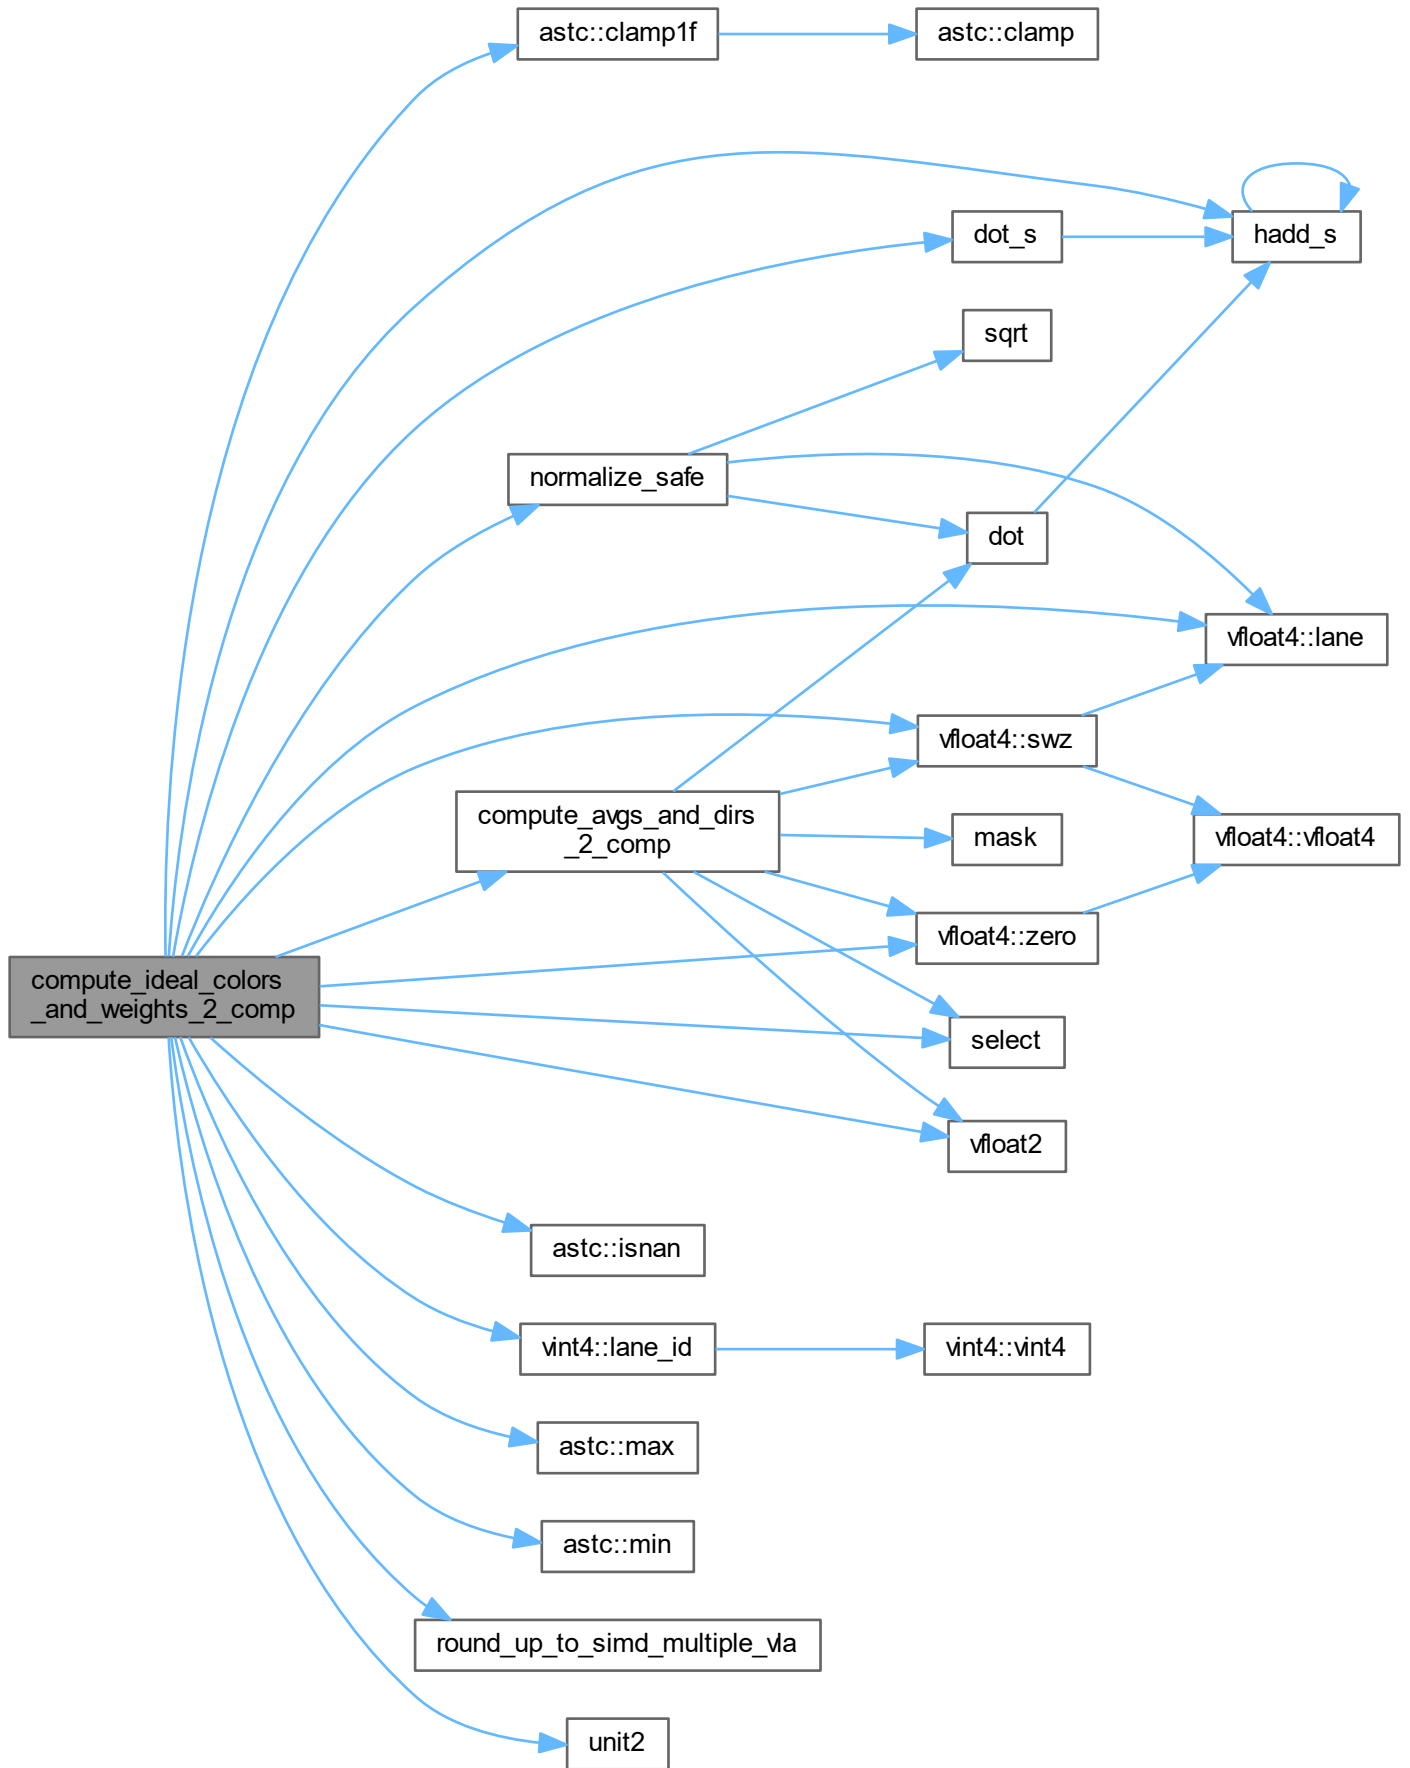 astc::clamp1f
astc::clamp
hadd_s
dot_s
sqrt
normalize_safe
dot
vfloat4::lane
vfloat4::swz
compute_avgs_and_dirs
_2_comp
mask
vfloat4::vfloat4
vfloat4::zero
compute_ideal_colors
_and_weights_2_comp
select
vfloat2
astc::isnan
vint4::lane_id
vint4::vint4
astc::max
astc::min
round_up_to_simd_multiple_vla
unit2